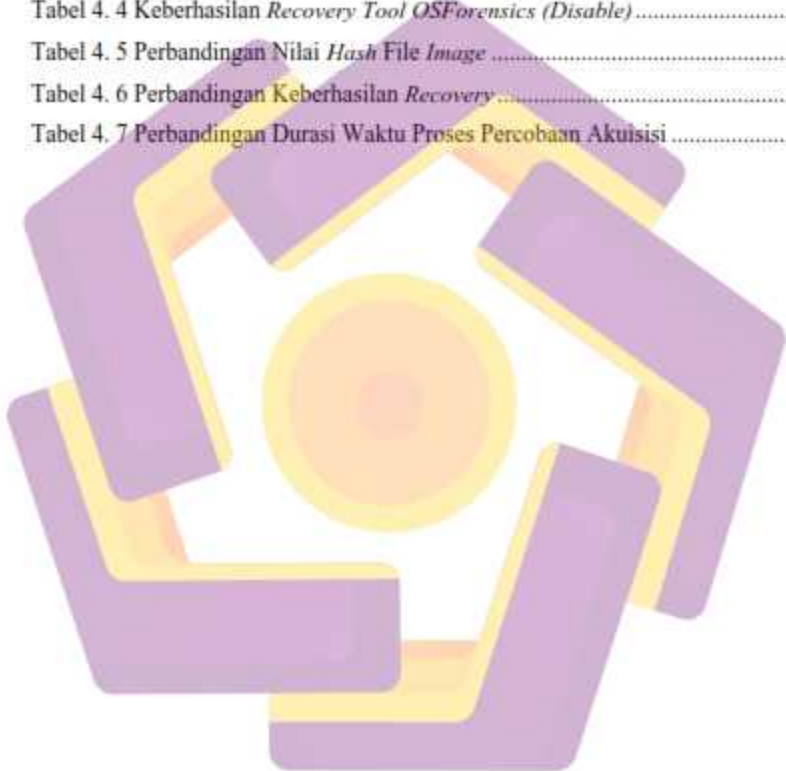 Tabel 4. 4 Keberhasilan Recovery Tool OSForensics (Disable)........................
Tabel 4. 5 Perbandingan Nilai Hash File Image ................................................
Tabel 4. 6 Perbandingan Keberhasilan Recovery...............................................
Tabel 4. 7 Perbandingan Durasi Waktu Proses Percobaan Akuisisi ..................